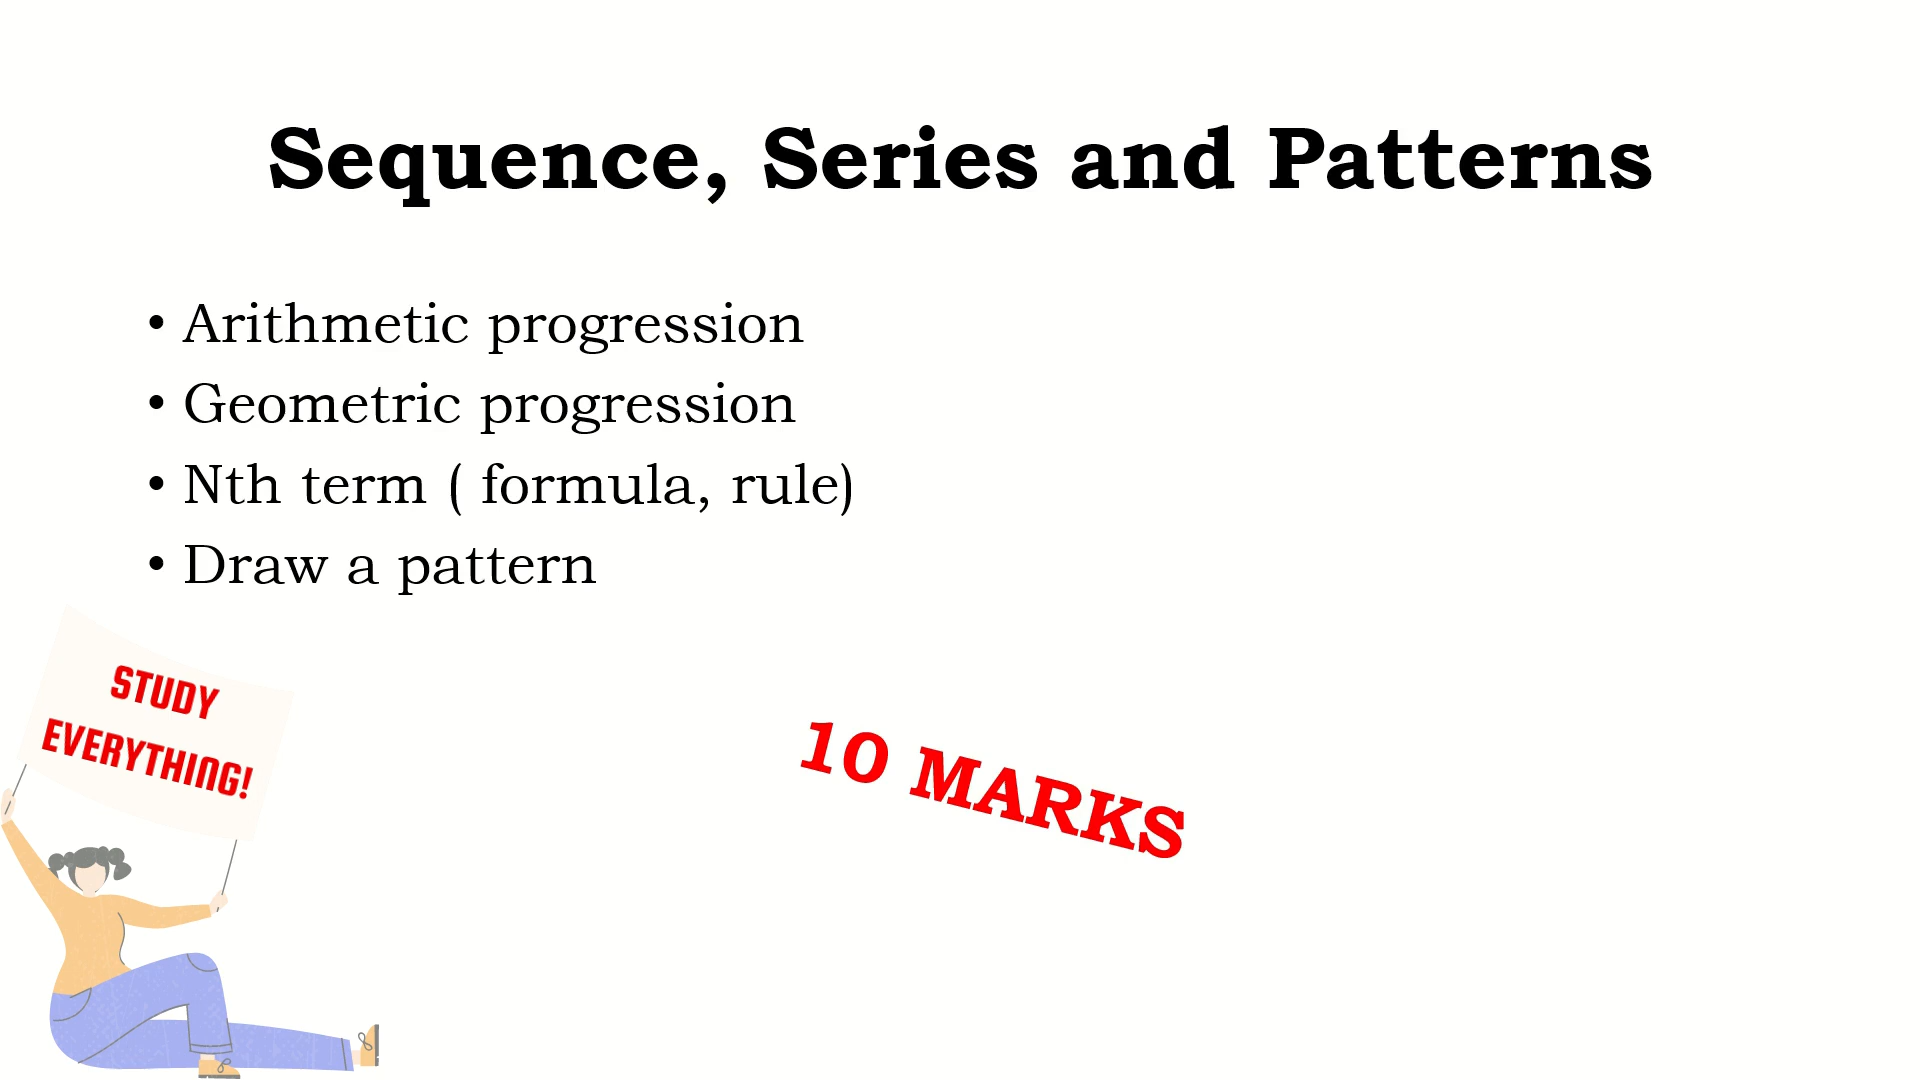 Sequence, Series and Patterns
• Arithmetic progression
• Geometric progression
• Nth term ( formula, rule)
• Draw a pattern
STUDY
EVERYTHING!
10 MARKS